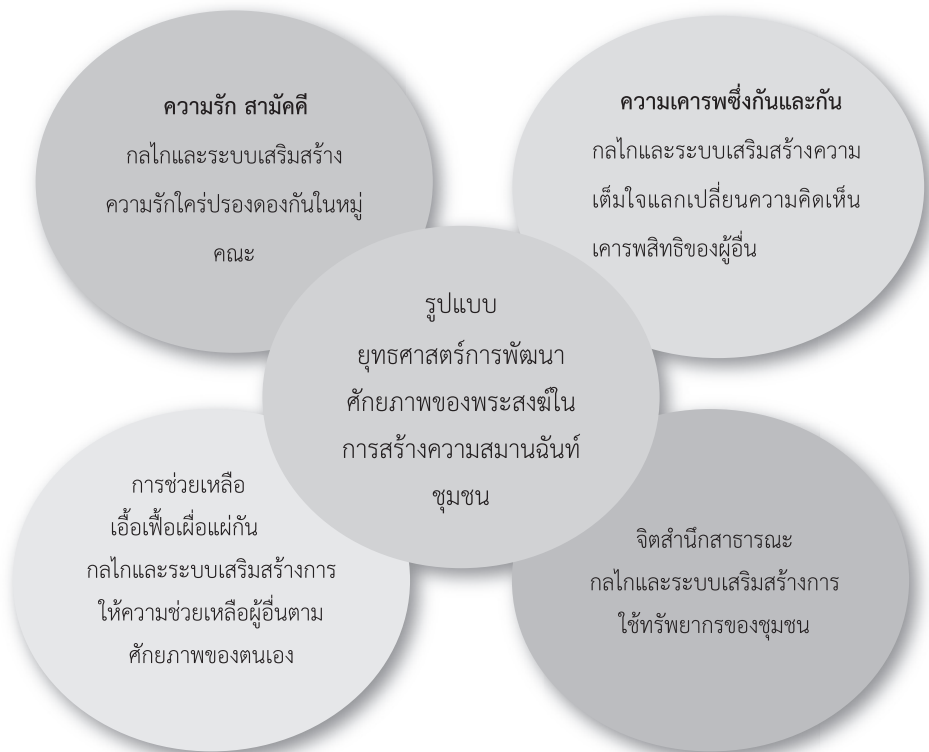 ความรัก สามัคคี
กลไกและระบบเสริมสร้าง
ความรักใคร่ปรองดองกันในหมู่
คณะ
ความเคารพซึ่งกันและกัน
กลไกและระบบเสริมสร้างความ
เต็มใจแลกเปลี่ยนความคิดเห็น
เคารพสิทธิของผู้อื่น
รูปแบบ
ยุทธศาสตร์การพัฒนา
ศักยภาพของพระสงฆ์ใน
การสร้างความสมานฉันท์
ชุมชน
การช่วยเหลือ
เอื้อเฟื้อเผื่อแผ่กัน
กลไกและระบบเสริมสร้างการ
ให้ความช่วยเหลือผู้อื่นตาม
ศักยภาพของตนเอง
จิตสำนึกสาธารณะ
กลไกและระบบเสริมสร้างการ
ใช้ทรัพยากรของชุมชน